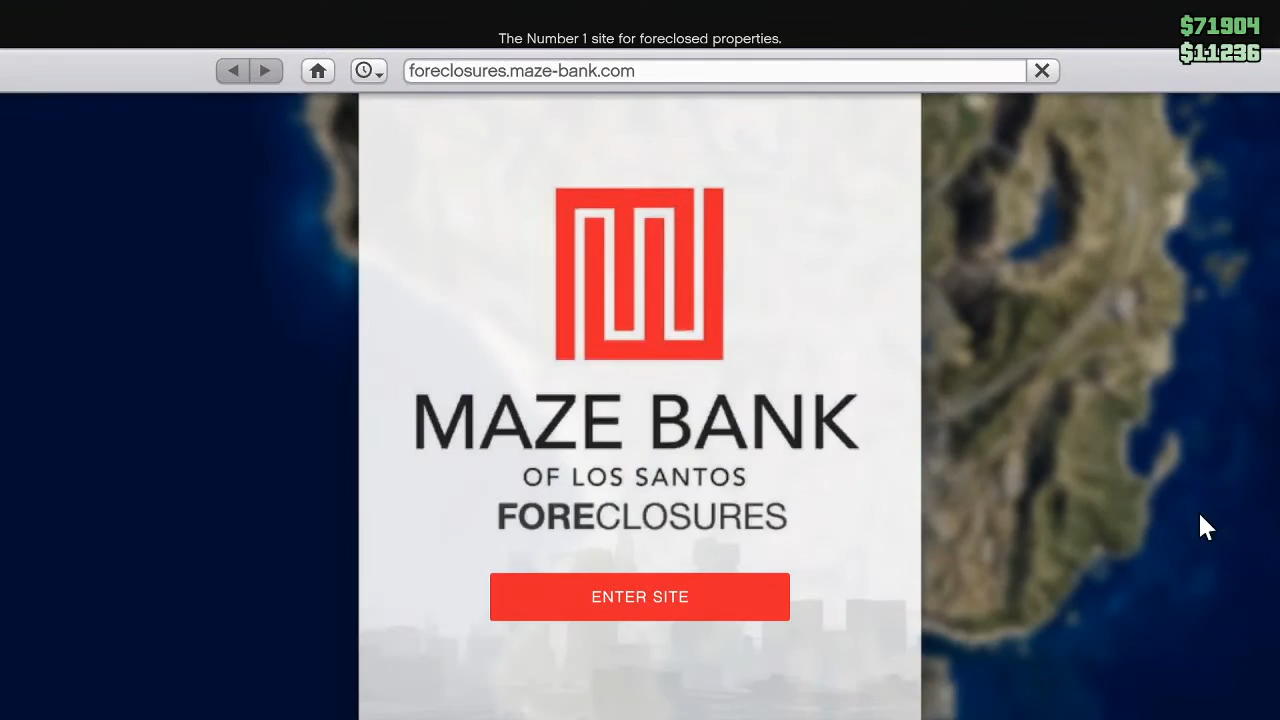 The Number 1 site for foreclosed properties.
$71904
$11236
foreclosures.maze-bank.com
MAZE BANK
OF LOS SANTOS
FORECLOSURES
ENTER SITE